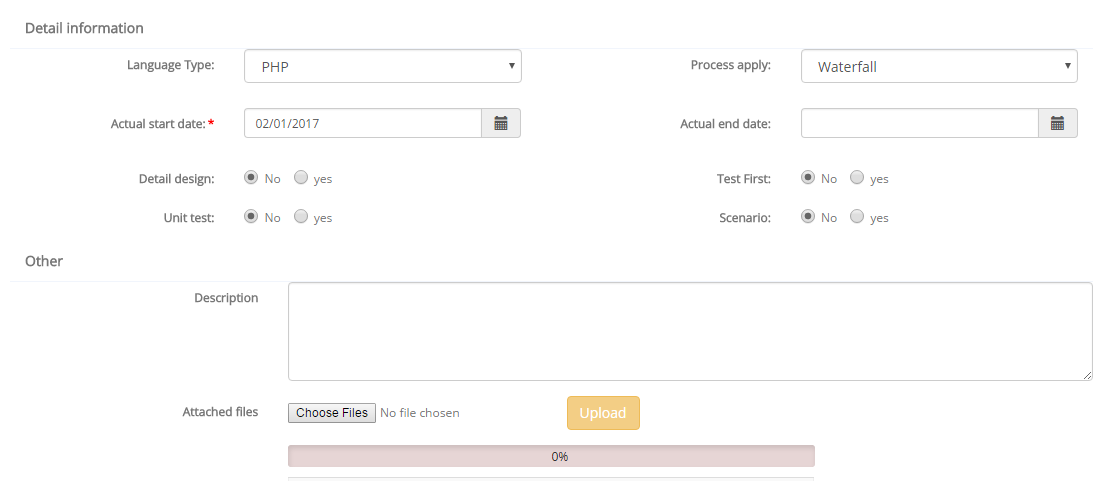 Detail information
Language Type: PHP Process apply: Waterfall
Actual start date:* 02/01/2017 Actual end date:
Detail design: No yes Test First: No yes
Unit test: No yes Scenario: No yes
Other
Description
Attached files Choose Files No file chosen Upload
0%